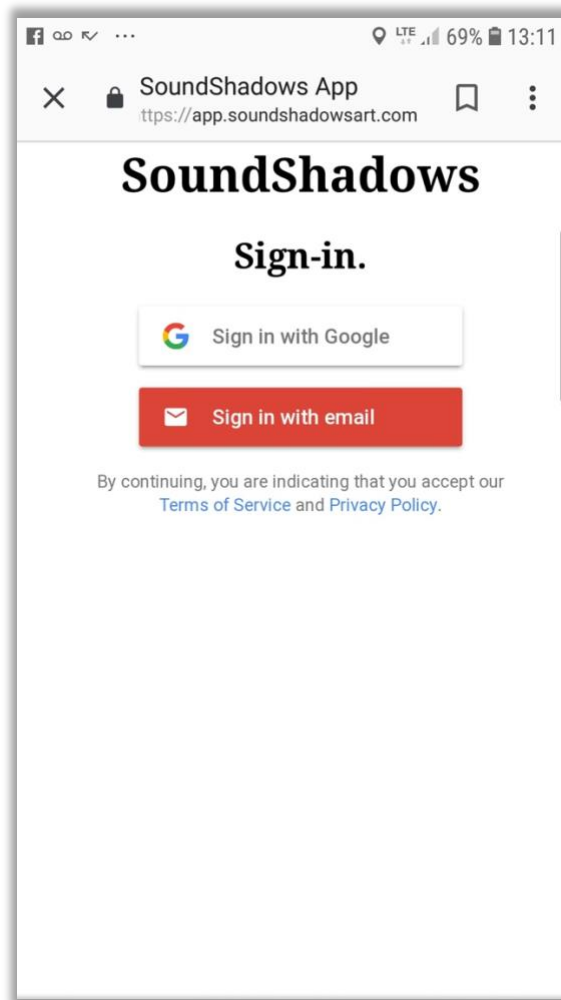 LTE 69% 13:11
SoundShadows App
ttps://app.soundshadowsart.com
SoundShadows
Sign-in.
Sign in with Google
Sign in with email
By continuing, you are indicating that you accept our
Terms of Service and Privacy Policy.